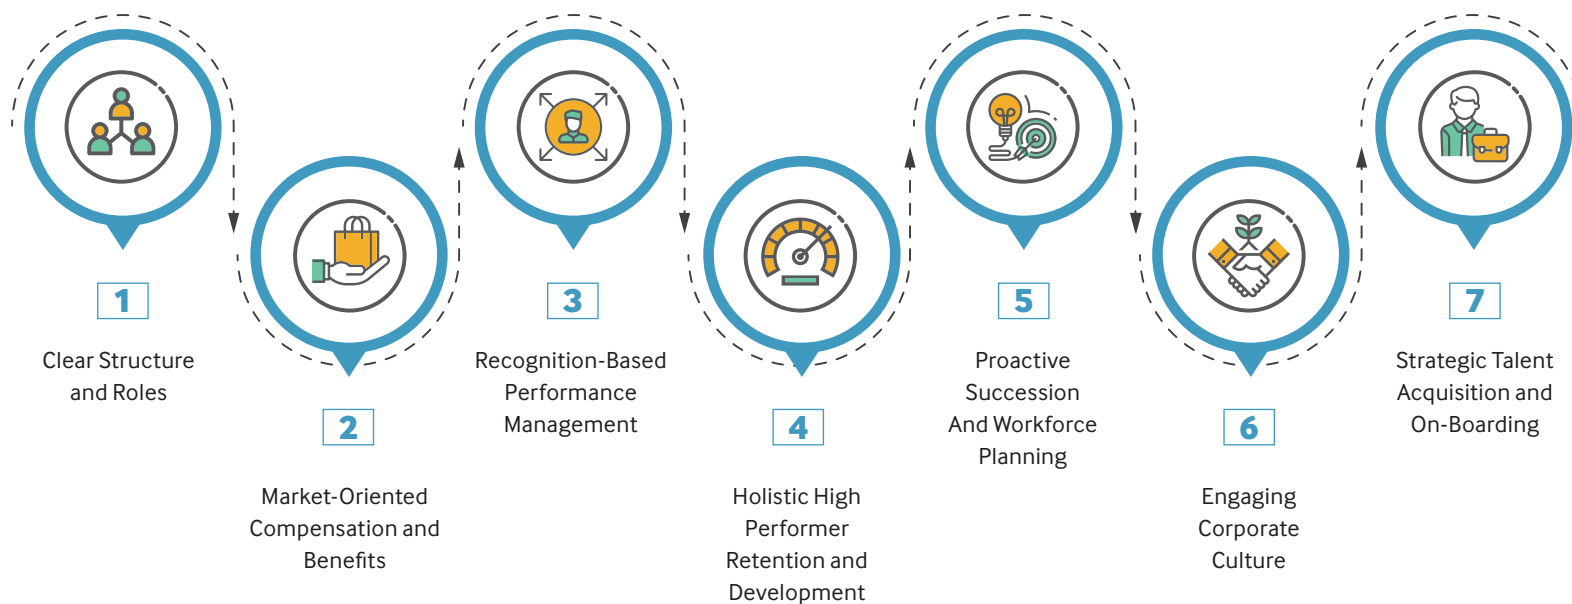 1
Clear Structure
and Roles
2
Market-Oriented
Compensation and
Benefits
3
Recognition-Based
Performance
Management
4
Holistic High
Performer
Retention and
Development
5
Proactive
Succession
And Workforce
Planning
6
Engaging
Corporate
Culture
7
Strategic Talent
Acquisition and
On-Boarding